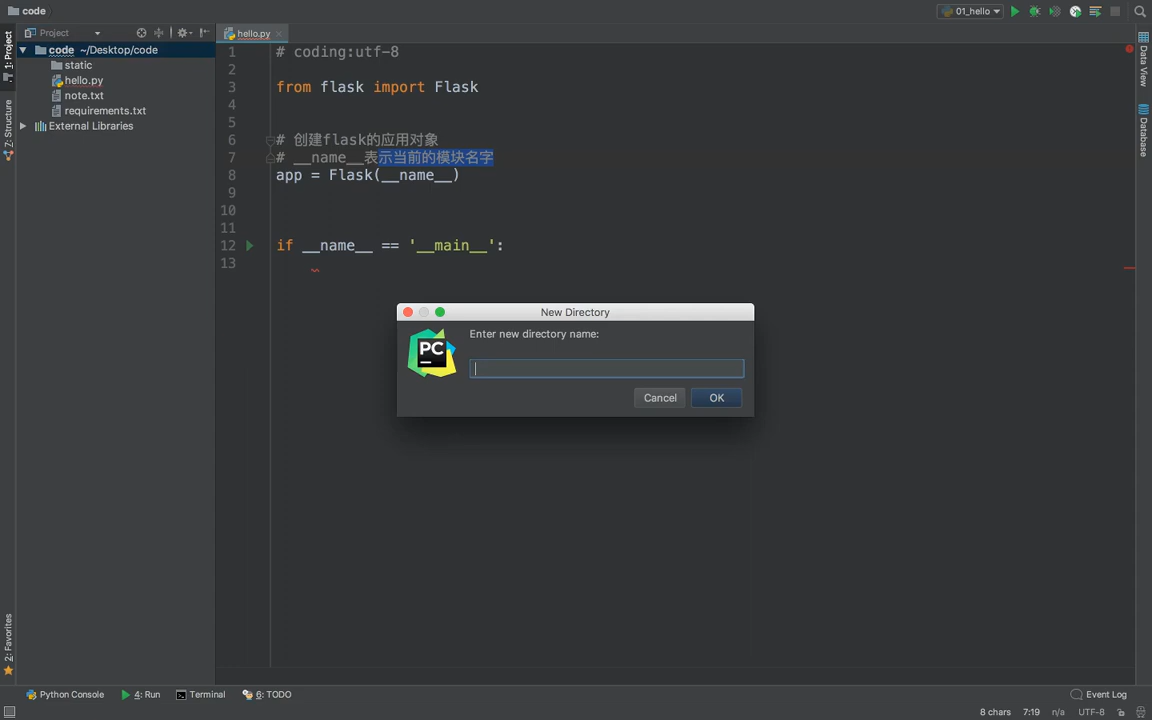 code
01_hello
1: Project
Project
hello.py
code ~/Desktop/code
static
hello.py
note.txt
requirements.txt
External Libraries
Z: Structure
2: Favorites
1 # coding:utf-8
2
3 from flask import Flask
4
5
6 # 创建flask的应用对象
7 # __name__表示当前的模块名字
8 app = Flask(__name__)
9
10
11
12 if __name__ == '__main__':
13
New Directory
PC
Enter new directory name:
Cancel OK
Data View
Database
Python Console
4: Run
Terminal
6: TODO
Event Log
8 chars 7:19 n/a UTF-8